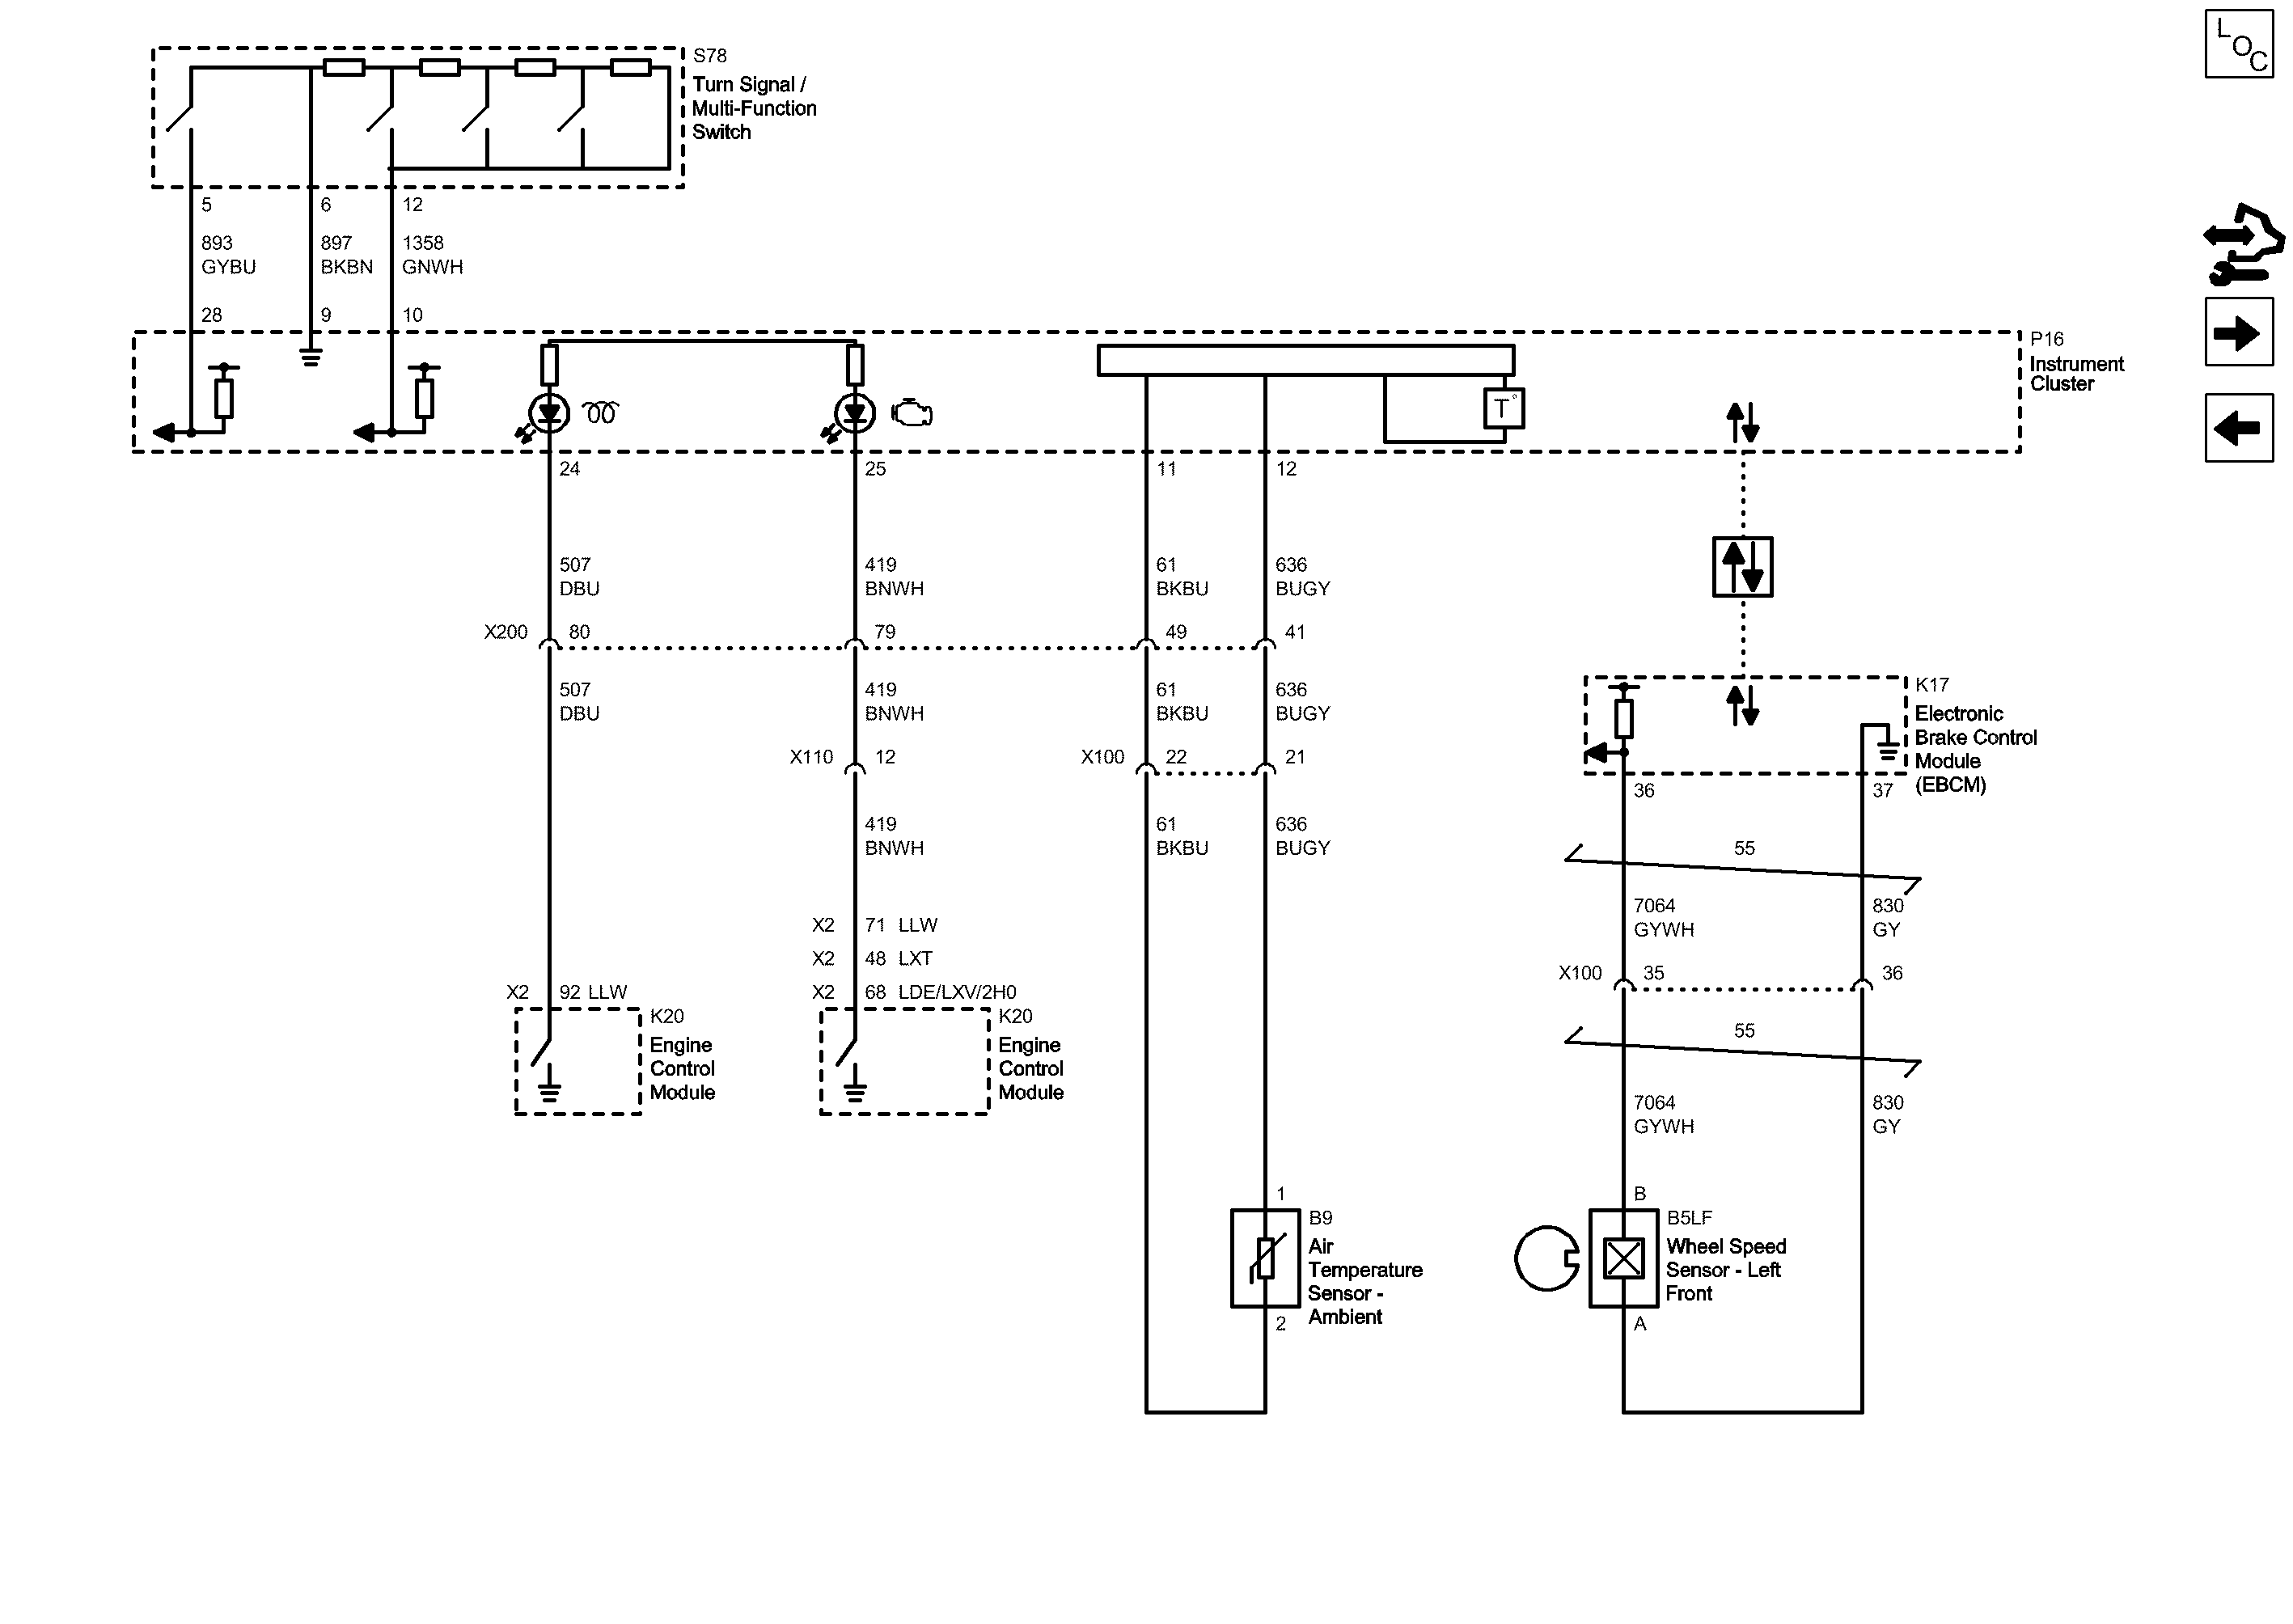 LOC
S78
Turn Signal /
Multi-Function
Switch
5
6
12
893
GYBU
897
BKBN
1358
GNWH
28
9
10
P16
Instrument
Cluster
T°
24
25
11
12
507
DBU
419
BNWH
61
BKBU
636
BUGY
X200
80
79
49
41
507
DBU
419
BNWH
61
BKBU
636
BUGY
K17
Electronic
Brake Control
Module
(EBCM)
X110
12
X100
22
21
36
37
419
BNWH
61
BKBU
636
BUGY
55
7064
GYWH
830
GY
X2 71 LLW
X2 48 LXT
X2 92 LLW
X2 68 LDE/LXV/2H0
X100
35
36
K20
Engine
Control
Module
K20
Engine
Control
Module
55
7064
GYWH
830
GY
1
B9
Air
Temperature
Sensor -
Ambient
2
B
B5LF
Wheel Speed
Sensor - Left
Front
A